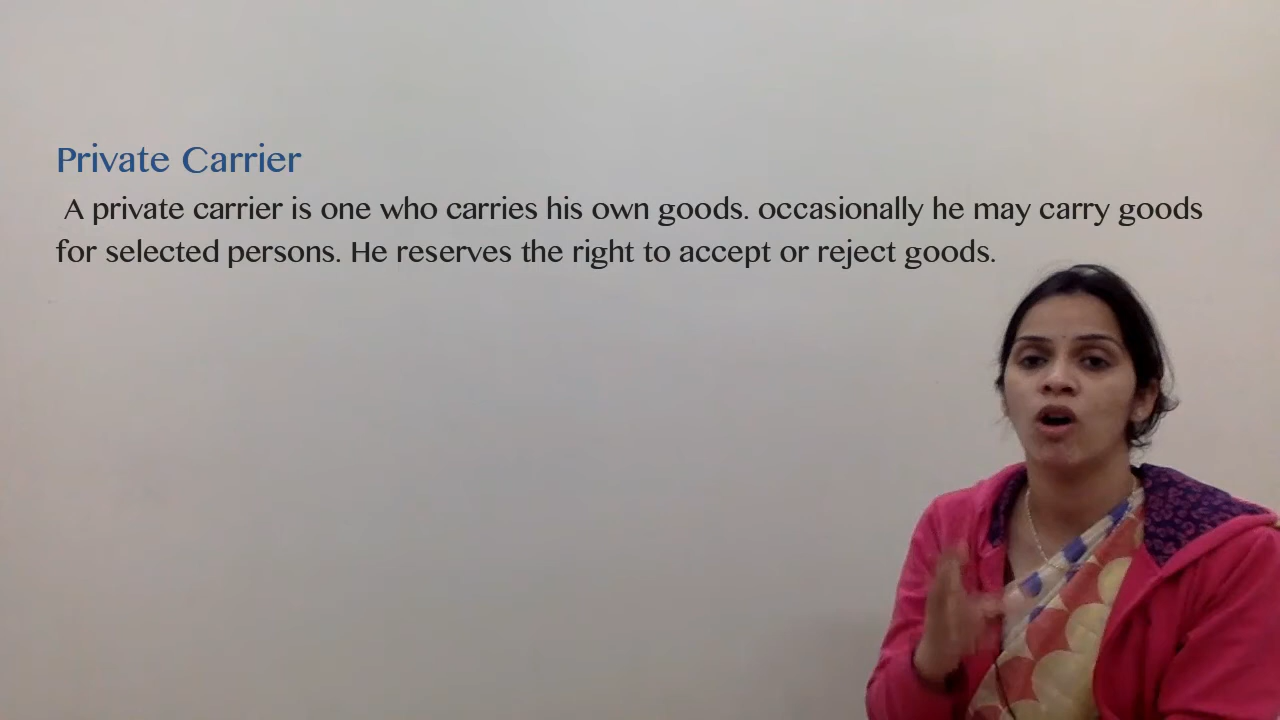 Private Carrier
A private carrier is one who carries his own goods. occasionally he may carry goods
for selected persons. He reserves the right to accept or reject goods.